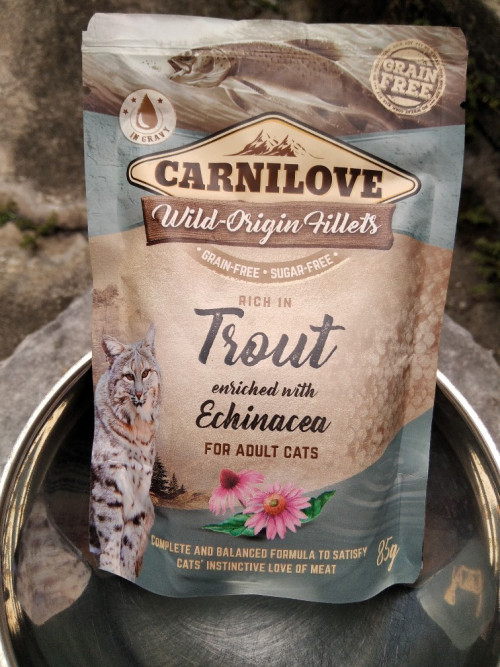 GRAIN
FREE
IN GRAVY
CARNILOVE
Wild-Origin Fillets
• GRAIN-FREE • SUGAR-FREE •
RICH IN
Trout
enriched with
Echinacea
FOR ADULT CATS
COMPLETE AND BALANCED FORMULA TO SATISFY
CATS' INSTINCTIVE LOVE OF MEAT
85g